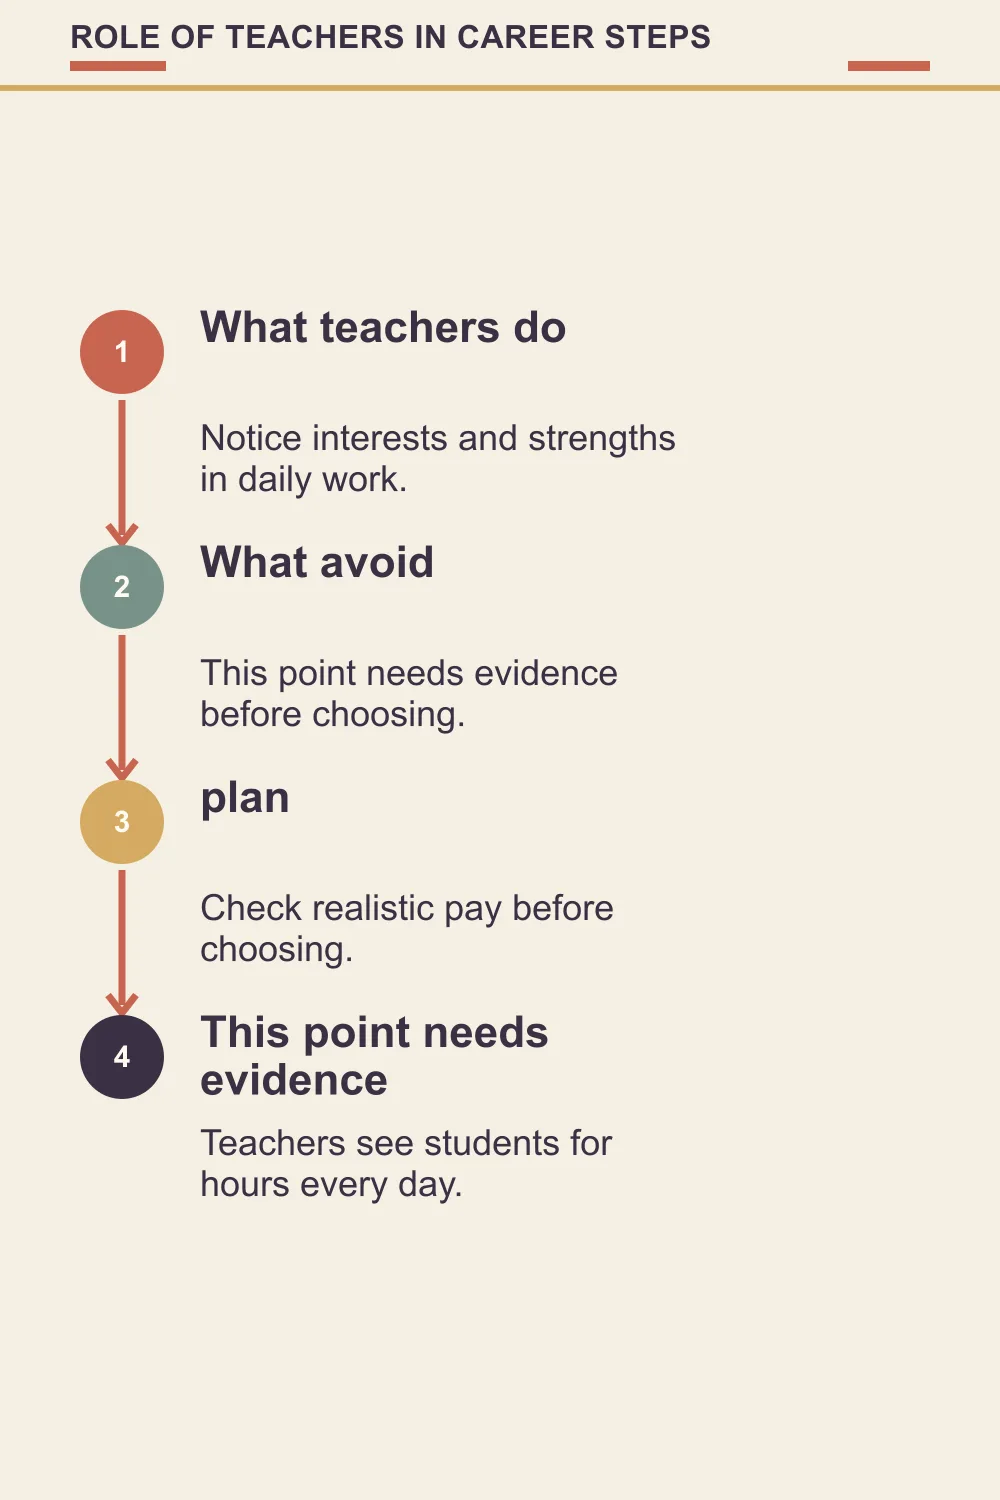 ROLE OF TEACHERS IN CAREER STEPS
1
What teachers do
Notice interests and strengths
in daily work.
2
What avoid
This point needs evidence
before choosing.
3
plan
Check realistic pay before
choosing.
4
This point needs
evidence
Teachers see students for
hours every day.